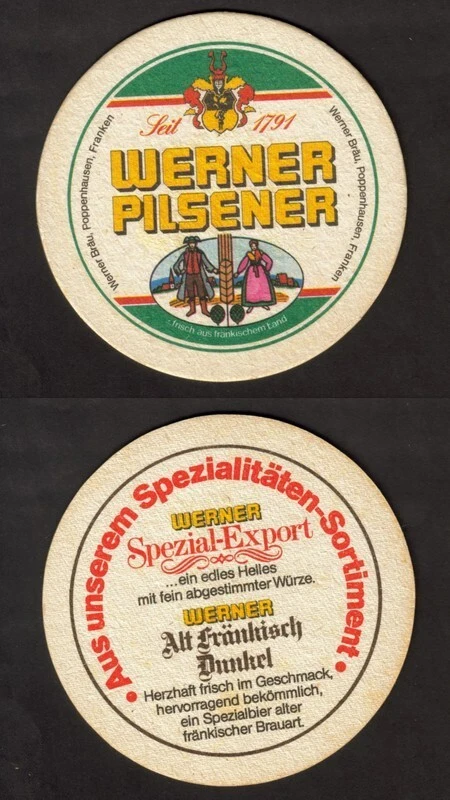 Seit 1791
Werner Bräu, Poppenhausen, Franken
Werner Bräu, Poppenhausen, Franken
WERNER
PILSENER
...frisch aus fränkischem Land
• Aus unserem Spezialitäten-Sortiment •
WERNER
Spezial-Export
...ein edles Helles
mit fein abgestimmter Würze.
WERNER
Alt Fränkisch
Dunkel
Herzhaft frisch im Geschmack,
hervorragend bekömmlich,
ein Spezialbier alter
fränkischer Brauart.